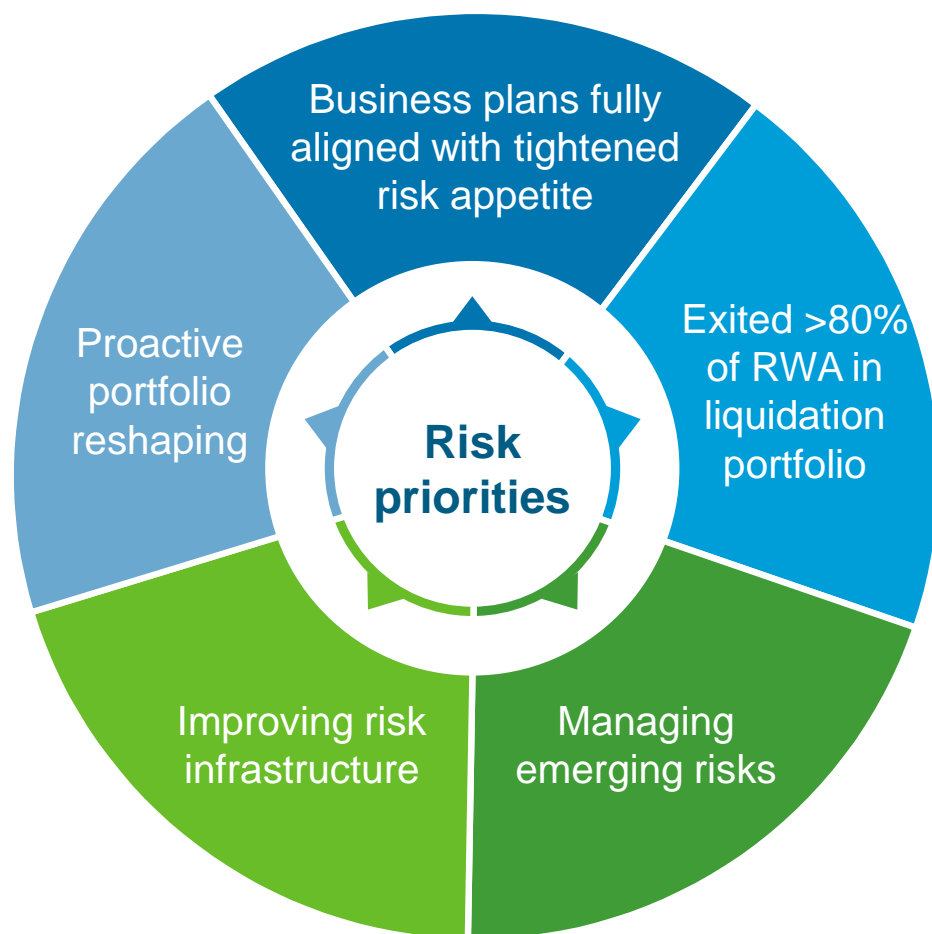 Business plans fully
aligned with tightened
risk appetite
Exited >80%
of RWA in
liquidation
portfolio
Managing
emerging risks
Improving risk
infrastructure
Proactive
portfolio
reshaping
Risk
priorities